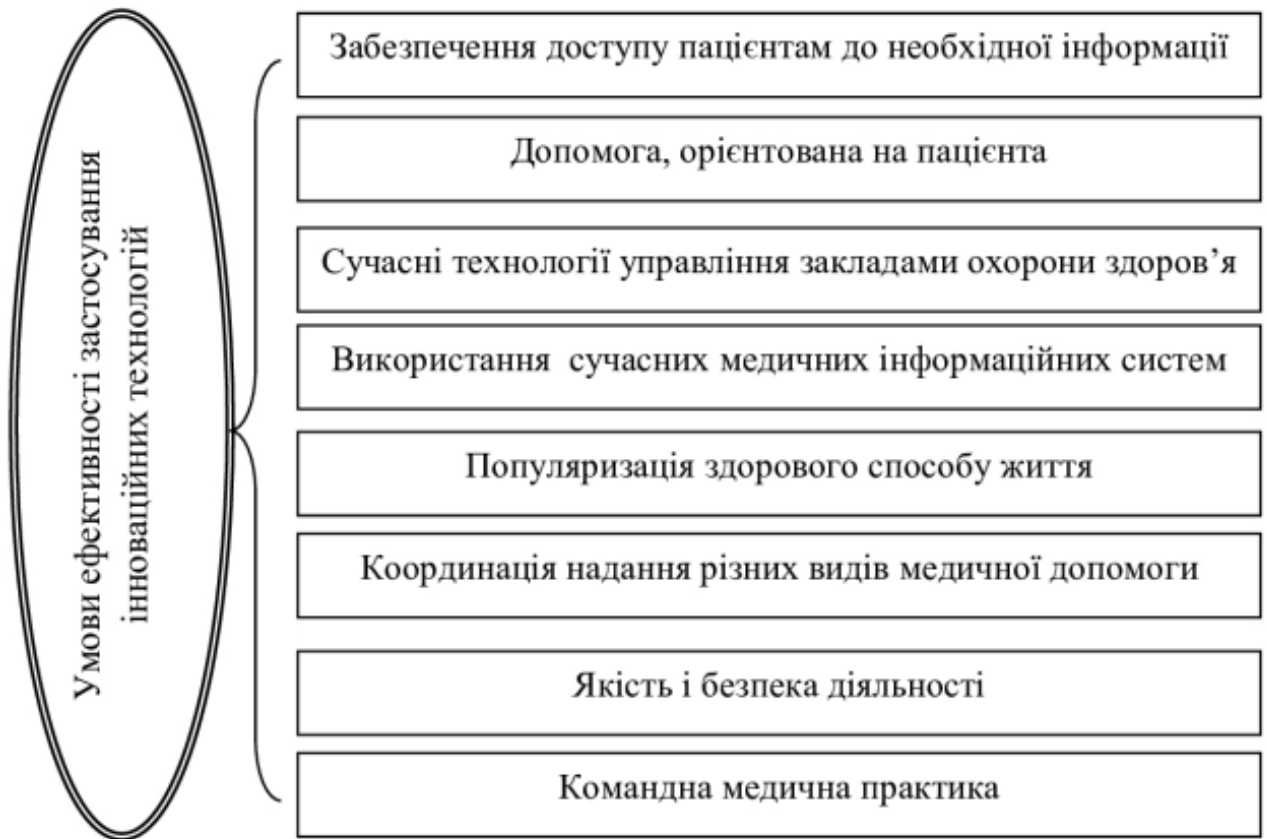 Умови ефективності застосування
інноваційних технологій
Забезпечення доступу пацієнтам до необхідної інформації
Допомога, орієнтована на пацієнта
Сучасні технології управління закладами охорони здоров’я
Використання сучасних медичних інформаційних систем
Популяризація здорового способу життя
Координація надання різних видів медичної допомоги
Якість і безпека діяльності
Командна медична практика